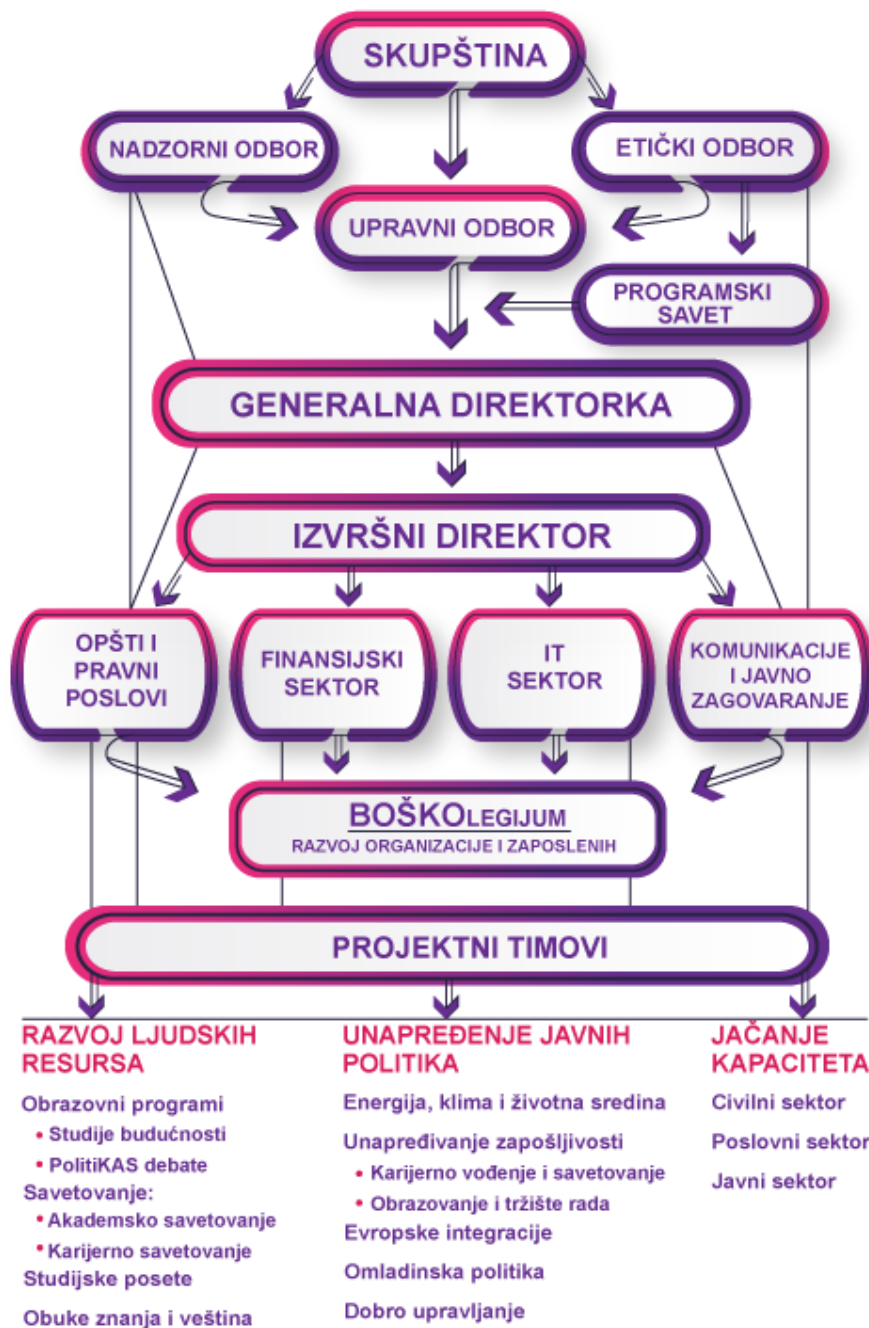 SKUPŠTINA
NADZORNI ODBOR
ETIČKI ODBOR
UPRAVNI ODBOR
PROGRAMSKI
SAVET
GENERALNA DIREKTORKA
IZVRŠNI DIREKTOR
OPŠTI I
PRAVNI
POSLOVI
FINANSIJSKI
SEKTOR
IT
SEKTOR
KOMUNIKACIJE
I JAVNO
ZAGOVARANJE
BOŠKOLEGIJUM
RAZVOJ ORGANIZACIJE I ZAPOSLENIH
PROJEKTNI TIMOVI
RAZVOJ LJUDSKIH
RESURSA
Obrazovni programi
• Studije budućnosti
• PolitiKAS debate
Savetovanje:
• Akademsko savetovanje
• Karijerno savetovanje
Studijske posete
Obuke znanja i veština
UNAPREĐENJE JAVNIH
POLITIKA
Energija, klima i životna sredina
Unapređivanje zapošljivosti
• Karijerno vođenje i savetovanje
• Obrazovanje i tržište rada
Evropske integracije
Omladinska politika
Dobro upravljanje
JAČANJE
KAPACITETA
Civilni sektor
Poslovni sektor
Javni sektor